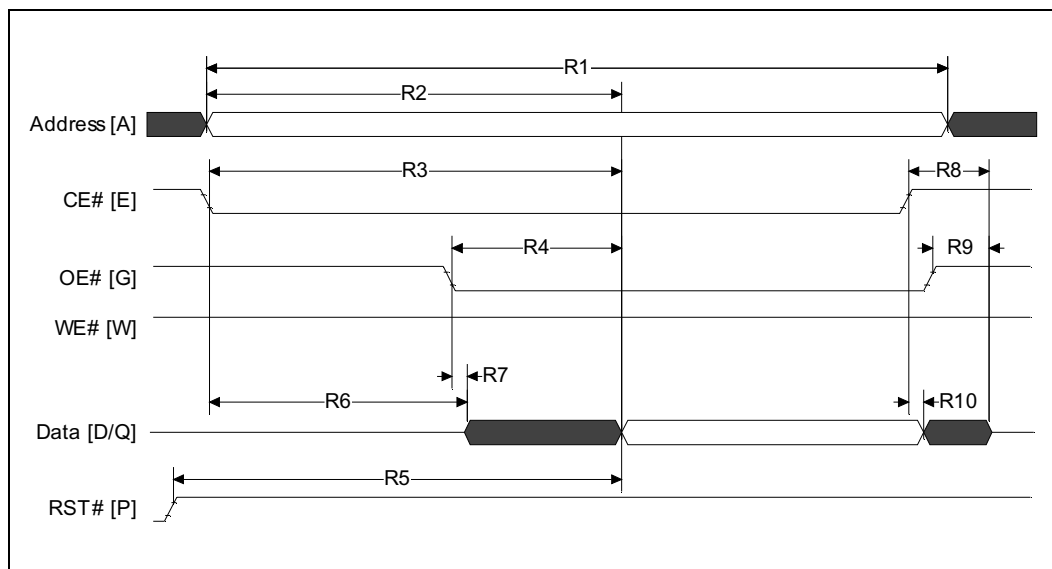 R1
R2
Address [A]
R3
R8
CE# [E]
R4
R9
OE# [G]
WE# [W]
R7
R6
R10
Data [D/Q]
R5
RST# [P]